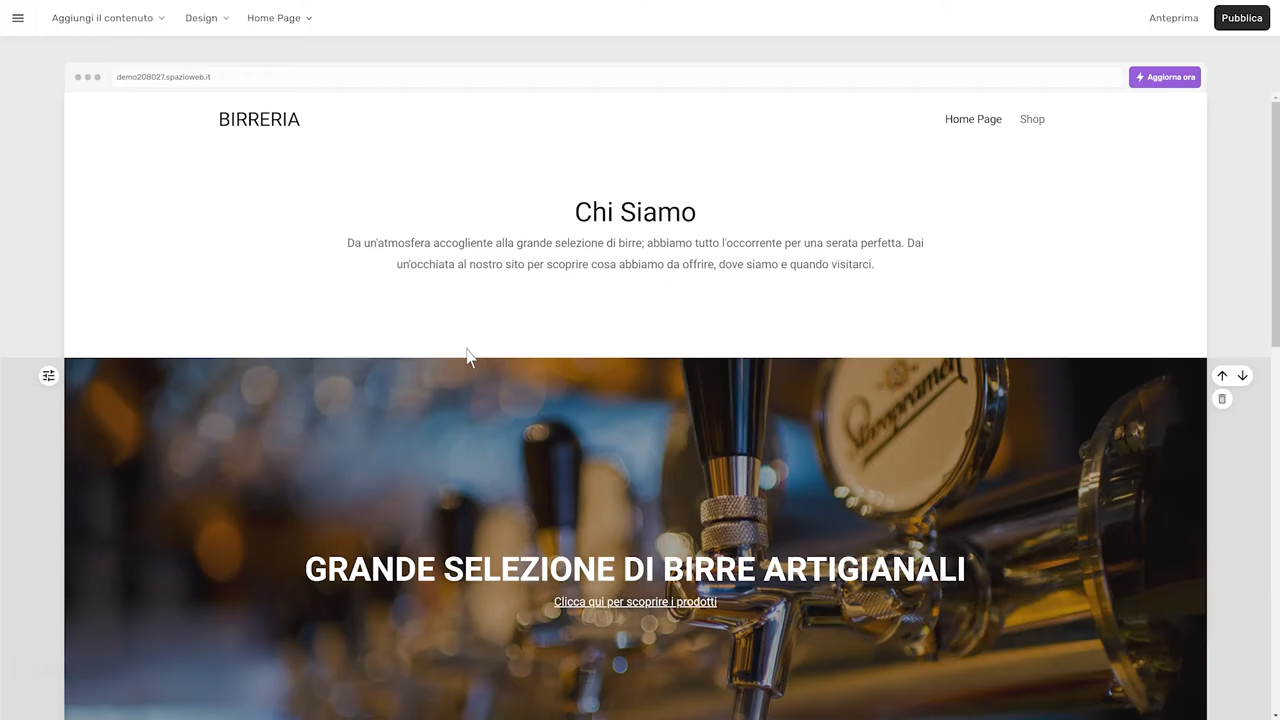 Aggiungi il contenuto
Design
Home Page
Anteprima
Pubblica
demo208027.spazioweb.it
Aggiorna ora
BIRRERIA
Home Page
Shop
Chi Siamo
Da un'atmosfera accogliente alla grande selezione di birre; abbiamo tutto l'occorrente per una serata perfetta. Dai
un'occhiata al nostro sito per scoprire cosa abbiamo da offrire, dove siamo e quando visitarci.
Staropramen
GRANDE SELEZIONE DI BIRRE ARTIGIANALI
Clicca qui per scoprire i prodotti